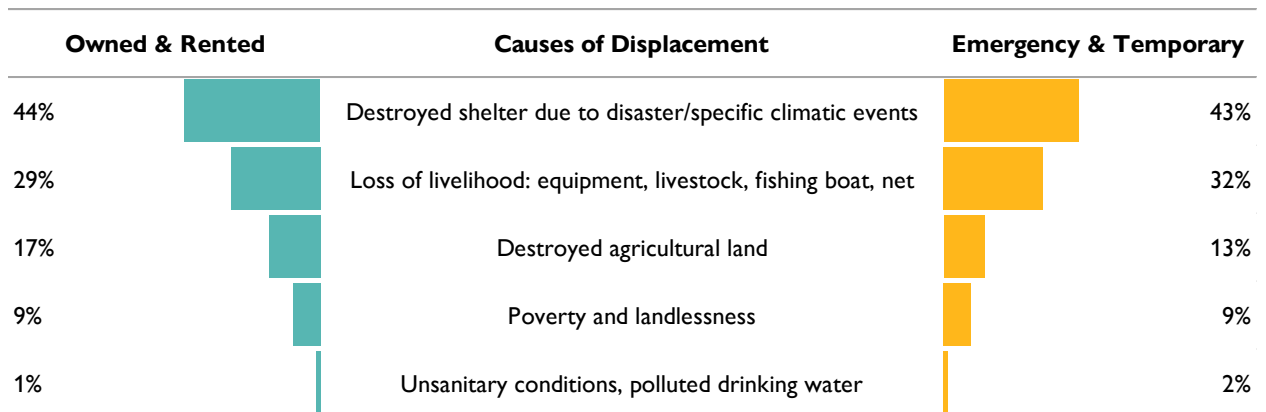 Owned & Rented Causes of Displacement Emergency & Temporary
44% Destroyed shelter due to disaster/specific climatic events 43%
29% Loss of livelihood: equipment, livestock, fishing boat, net 32%
17% Destroyed agricultural land 13%
9% Poverty and landlessness 9%
1% Unsanitary conditions, polluted drinking water 2%